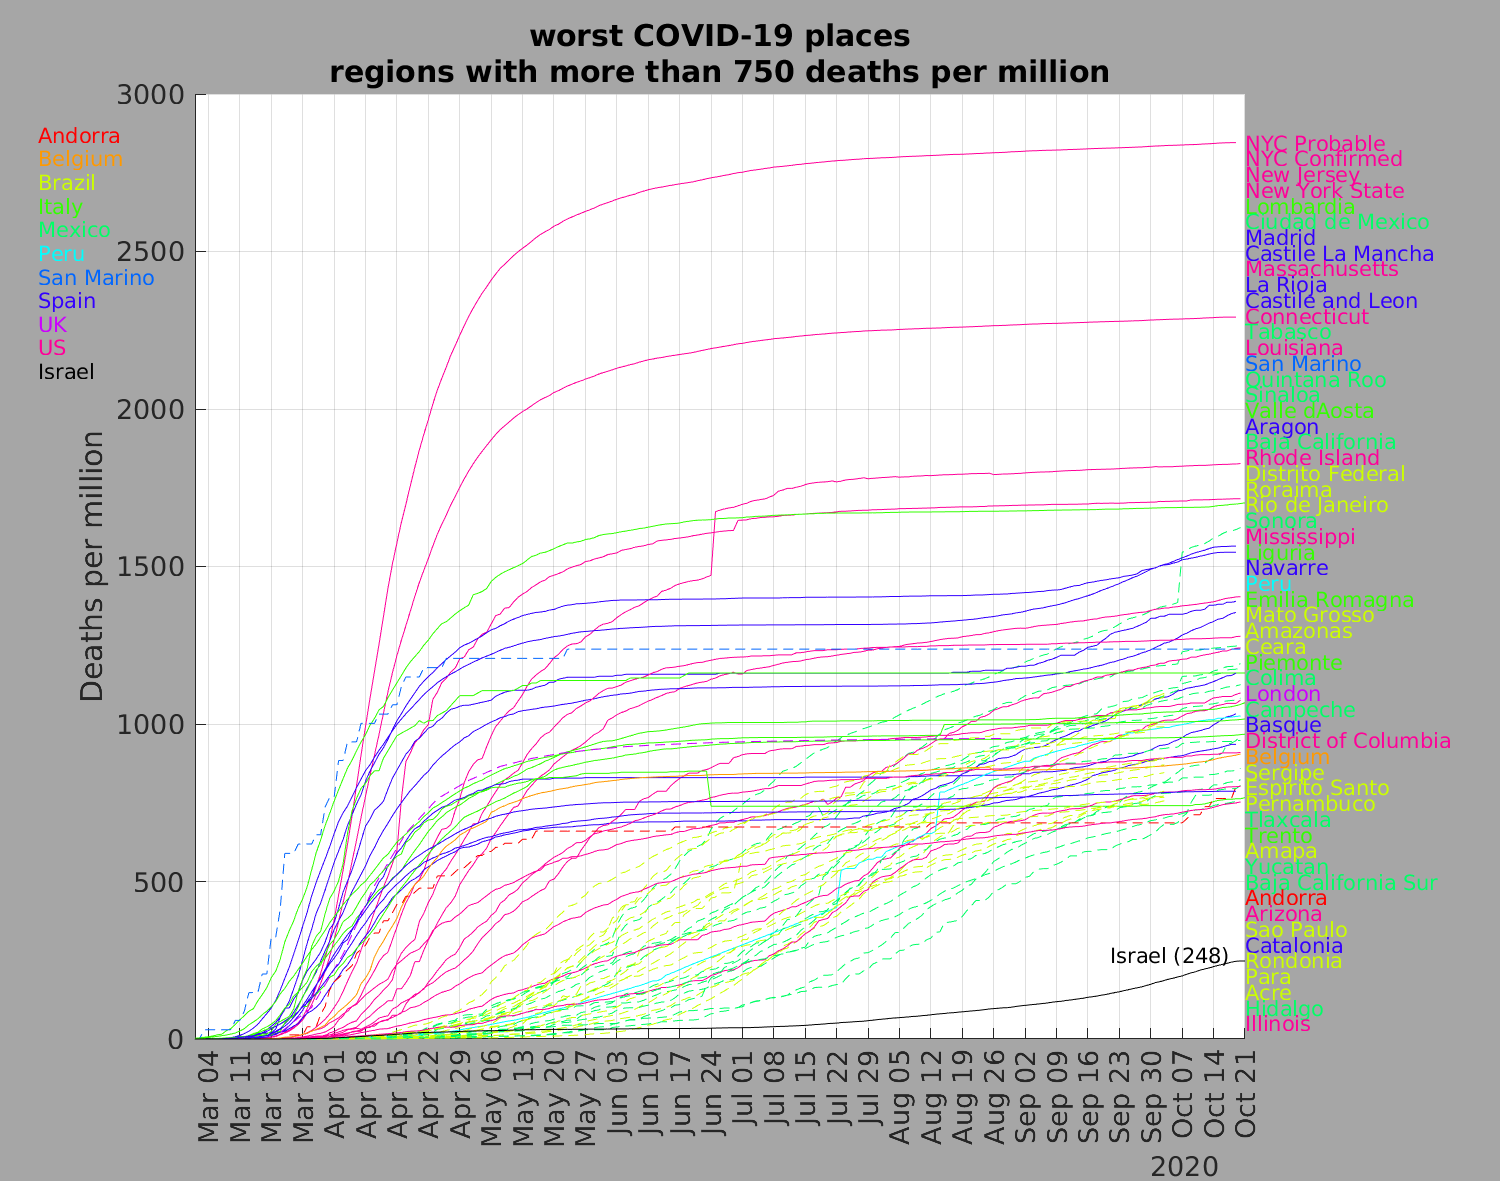 worst COVID-19 places
regions with more than 750 deaths per million
3000
2500
2000
1500
1000
500
0
Deaths per million
Andorra
Belgium
Brazil
Italy
Mexico
Peru
San Marino
Spain
UK
US
Israel
NYC Probable
NYC Confirmed
New Jersey
New York State
Lombardia
Ciudad de Mexico
Madrid
Castile La Mancha
Massachusetts
La Rioja
Castile and Leon
Connecticut
Tabasco
Louisiana
San Marino
Quintana Roo
Sinaloa
Valle dAosta
Aragon
Baja California
Rhode Island
Distrito Federal
Roraima
Rio de Janeiro
Sonora
Mississippi
Liguria
Navarre
Peru
Emilia Romagna
Mato Grosso
Amazonas
Ceara
Piemonte
Colima
London
Campeche
Basque
District of Columbia
Belgium
Sergipe
Espirito Santo
Pernambuco
Tlaxcala
Trento
Amapa
Yucatan
Baja California Sur
Andorra
Arizona
Sao Paulo
Catalonia
Rondonia
Para
Acre
Hidalgo
Illinois
Israel (248)
Mar 04
Mar 11
Mar 18
Mar 25
Apr 01
Apr 08
Apr 15
Apr 22
Apr 29
May 06
May 13
May 20
May 27
Jun 03
Jun 10
Jun 17
Jun 24
Jul 01
Jul 08
Jul 15
Jul 22
Jul 29
Aug 05
Aug 12
Aug 19
Aug 26
Sep 02
Sep 09
Sep 16
Sep 23
Sep 30
Oct 07
Oct 14
Oct 21
2020